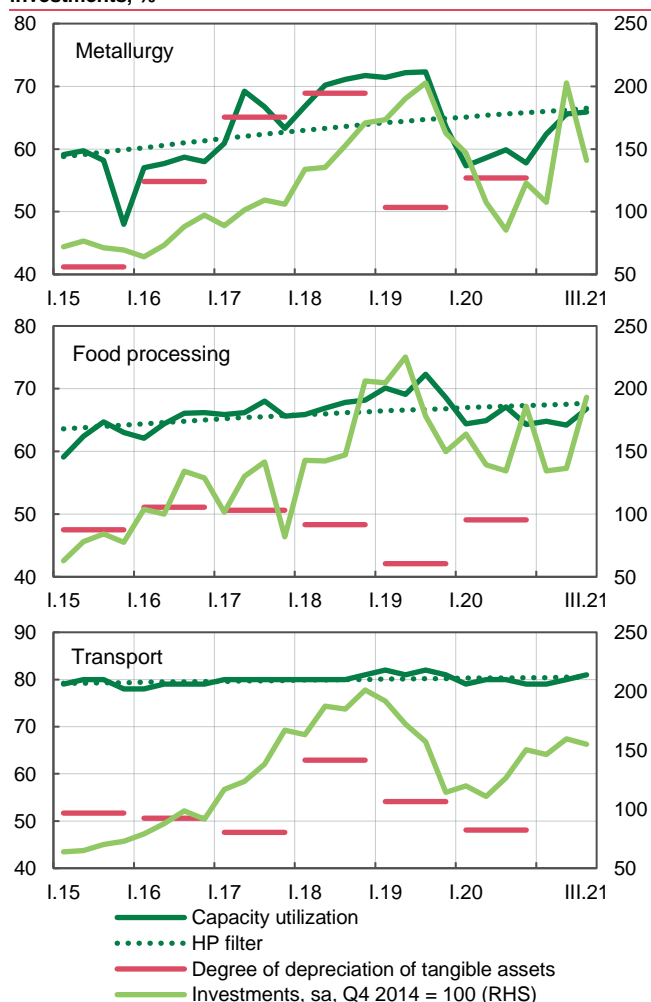 Investments, %
80 250
Metallurgy
70 200
60 150
50 100
40 50
I.15 I.16 I.17 I.18 I.19 I.20 III.21
80 250
Food processing
70 200
60 150
50 100
40 50
I.15 I.16 I.17 I.18 I.19 I.20 III.21
90 250
Transport
80 200
70
60 150
50 100
40 50
I.15 I.16 I.17 I.18 I.19 I.20 III.21
Capacity utilization
HP filter
Degree of depreciation of tangible assets
Investments, sa, Q4 2014 = 100 (RHS)